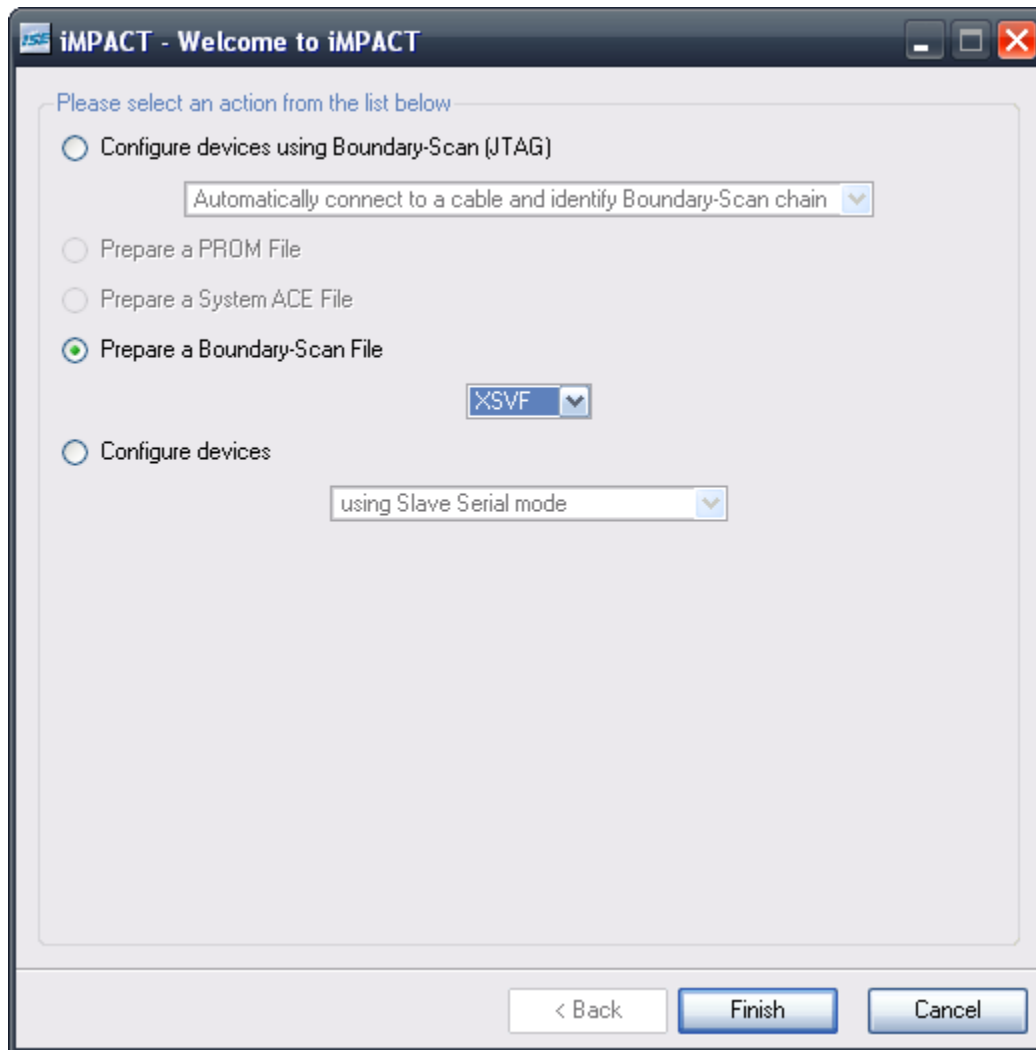 ISE iMPACT - Welcome to iMPACT
Please select an action from the list below
Configure devices using Boundary-Scan (JTAG)
Automatically connect to a cable and identify Boundary-Scan chain
Prepare a PROM File
Prepare a System ACE File
Prepare a Boundary-Scan File
XSVF
Configure devices
using Slave Serial mode
< Back Finish Cancel